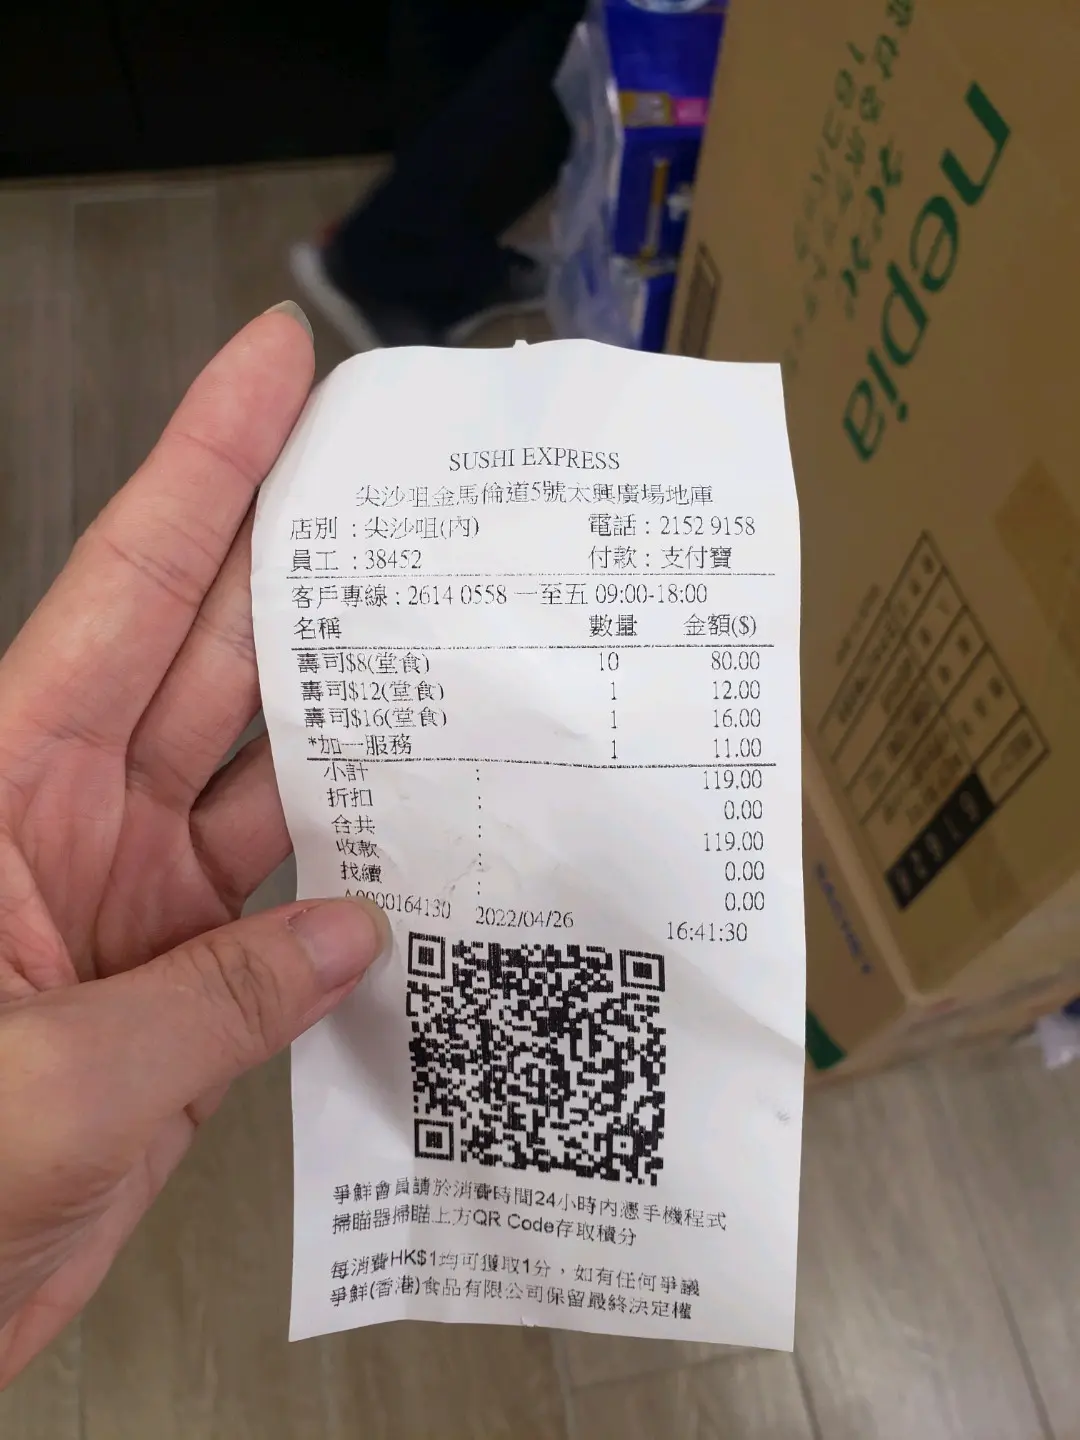 nepia
SUSHI EXPRESS
尖沙咀金馬倫道5號太興廣場地庫
店別 : 尖沙咀(內) 電話 : 2152 9158
員工 : 38452 付款 : 支付寶
客戶專線 : 2614 0558 一至五 09:00-18:00
名稱 數量 金額($)
壽司$8(堂食) 10 80.00
壽司$12(堂食) 1 12.00
壽司$16(堂食) 1 16.00
*加一服務 1 11.00
小計 : 119.00
折扣 : 0.00
合共 : 119.00
收款 : 0.00
找續 : 0.00
A0000164130 2022/04/26 16:41:30
爭鮮會員請於消費時間24小時內憑手機程式
掃瞄器掃瞄上方QR Code存取積分
每消費HK$1均可獲取1分，如有任何爭議
爭鮮(香港)食品有限公司保留最終決定權